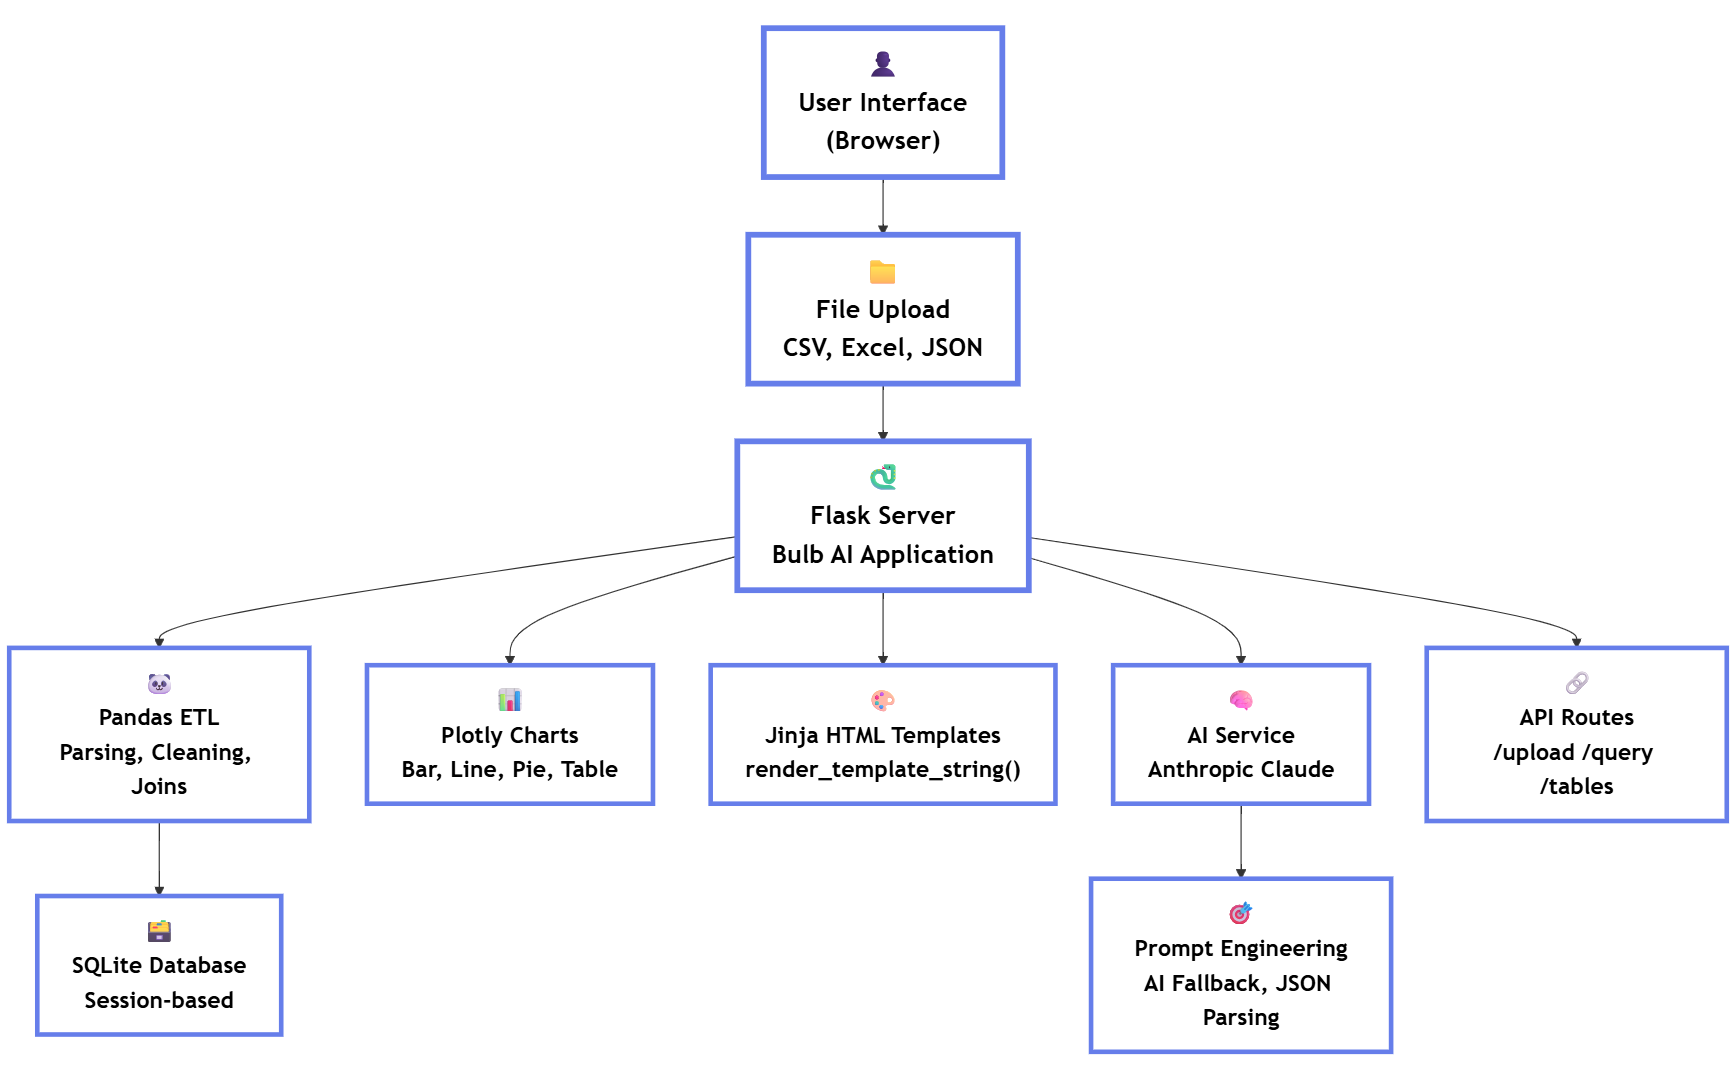 User Interface
(Browser)
File Upload
CSV, Excel, JSON
Flask Server
Bulb AI Application
Pandas ETL
Parsing, Cleaning,
Joins
Plotly Charts
Bar, Line, Pie, Table
Jinja HTML Templates
render_template_string()
AI Service
Anthropic Claude
API Routes
/upload /query
/tables
SQLite Database
Session-based
Prompt Engineering
AI Fallback, JSON
Parsing